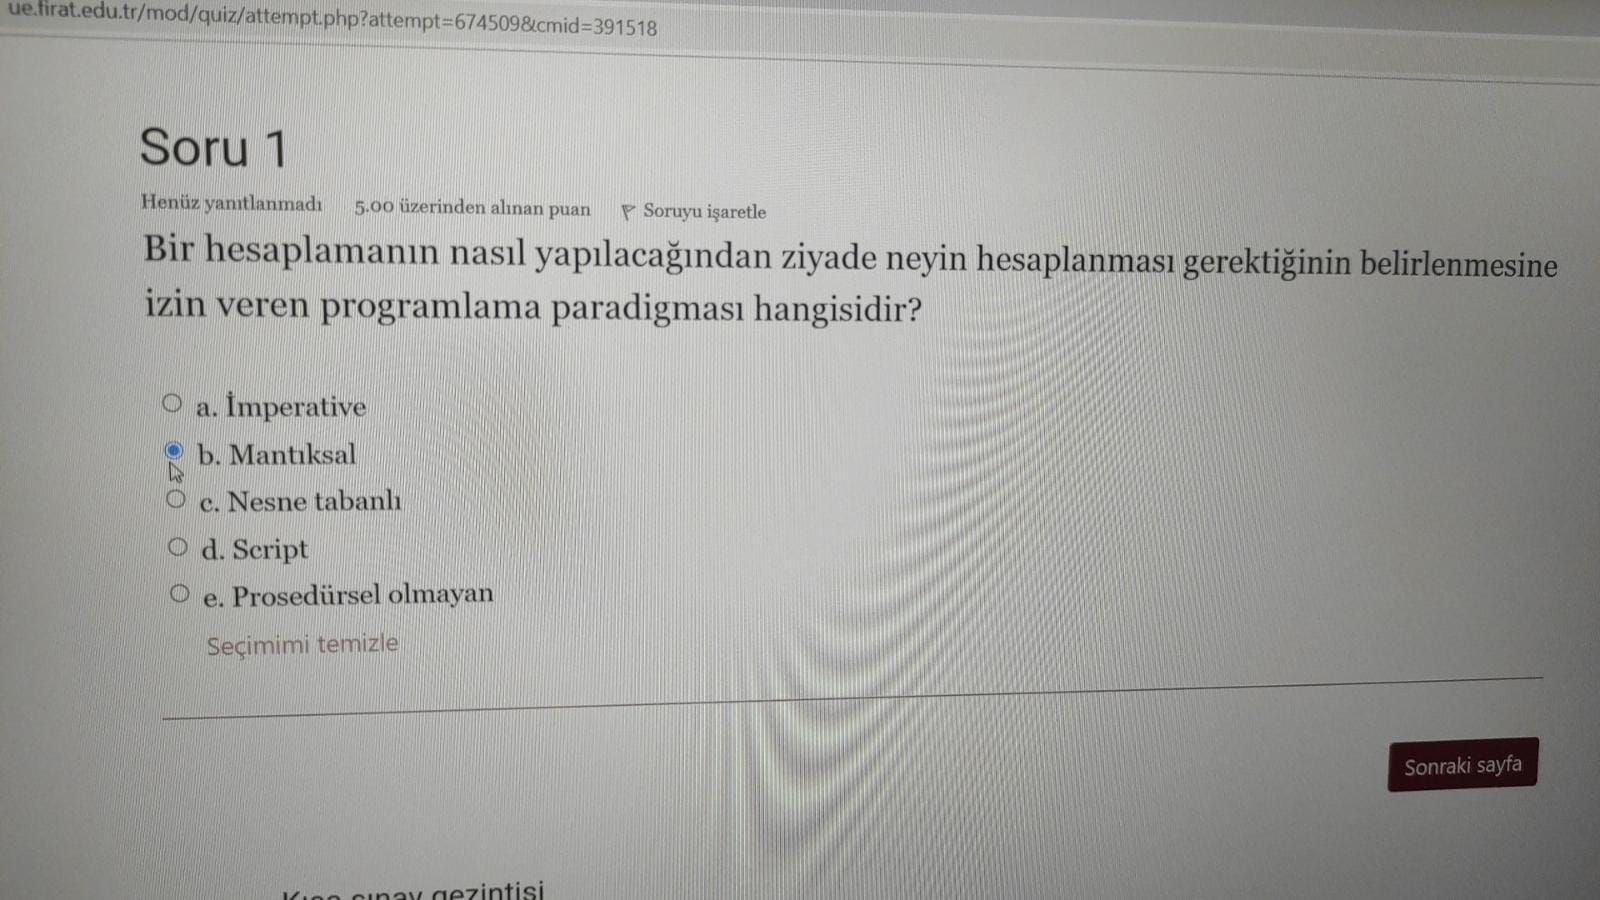 ue.firat.edu.tr/mod/quiz/attempt.php?attempt=674509&cmid=391518
Soru 1
Henüz yanıtlanmadı 5.00 üzerinden alınan puan Soruyu işaretle
Bir hesaplamanın nasıl yapılacağından ziyade neyin hesaplanması gerektiğinin belirlenmesine
izin veren programlama paradigması hangisidir?
a. İmperative
b. Mantıksal
c. Nesne tabanlı
d. Script
e. Prosedürsel olmayan
Seçimimi temizle
Sonraki sayfa
Kısa sınav gezintisi